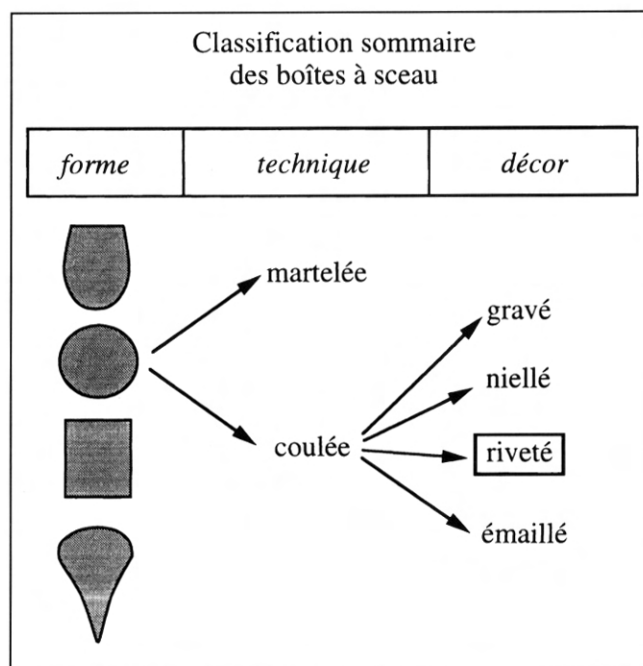 Classification sommaire
des boîtes à sceau
forme technique décor
martelée
gravé
niellé
coulée
riveté
émaillé